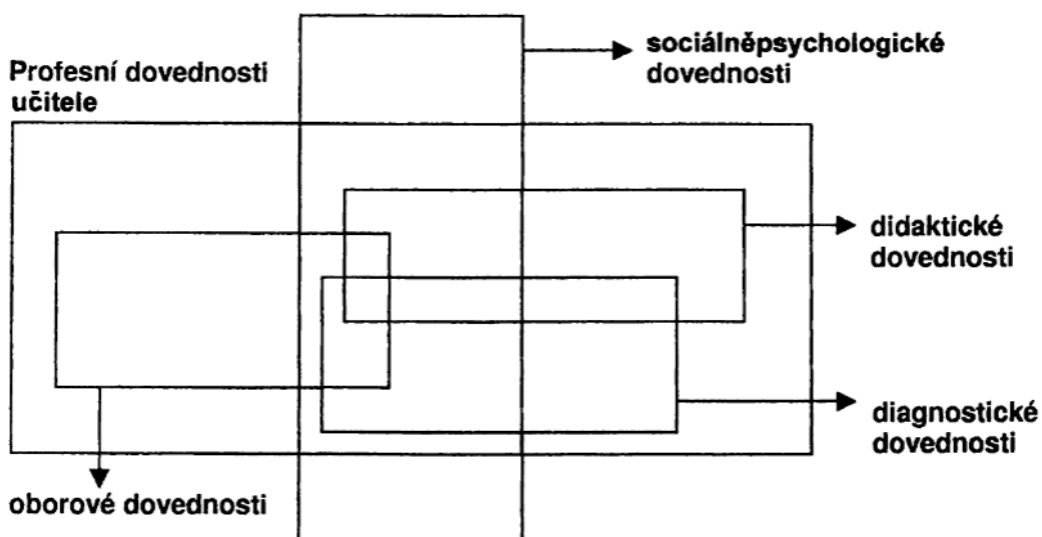 sociálněpsychologické
dovednosti
Profesní dovednosti
učitele
didaktické
dovednosti
diagnostické
dovednosti
oborové dovednosti